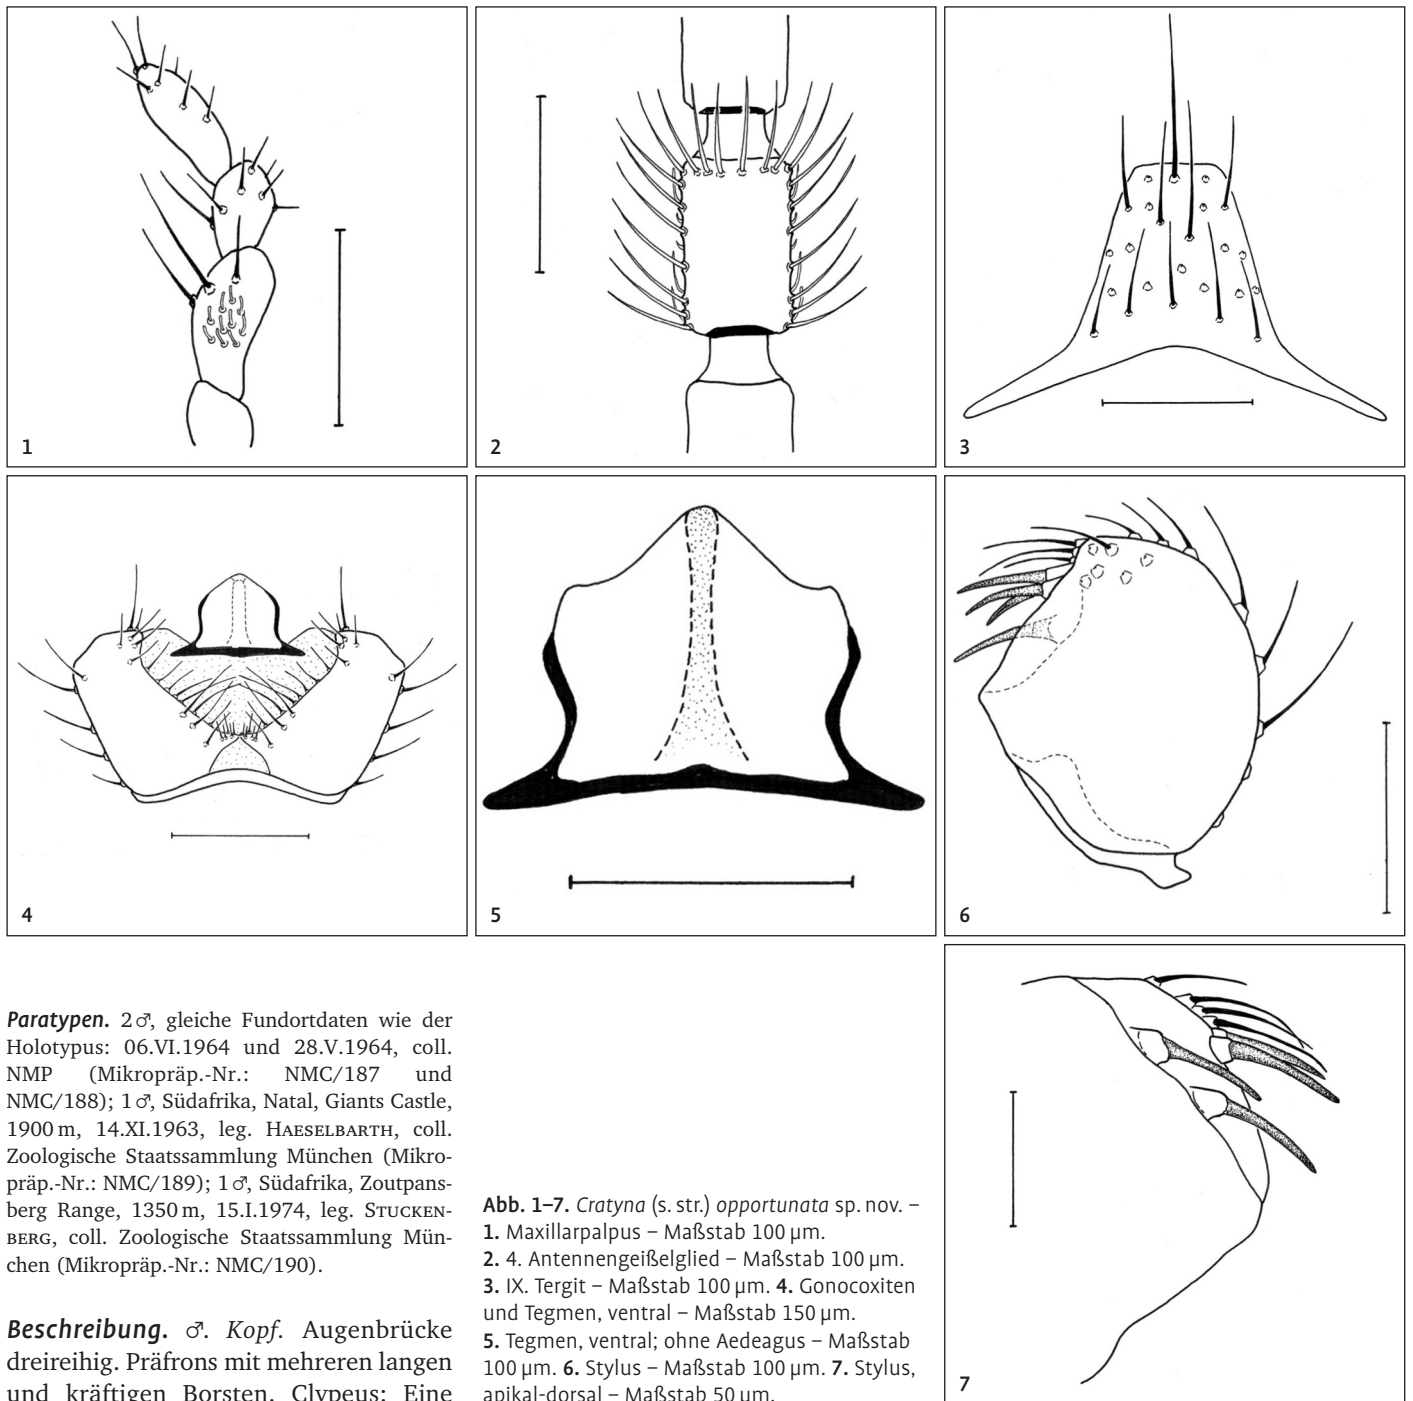 1
2
3
4
5
6
7
Paratypen. 2♂, gleiche Fundortdaten wie der
Holotypus: 06.VI.1964 und 28.V.1964, coll.
NMP (Mikropräp.-Nr.: NMC/187 und
NMC/188); 1♂, Südafrika, Natal, Giants Castle,
1900 m, 14.XI.1963, leg. HAESELBARTH, coll.
Zoologische Staatssammlung München (Mikro-
präp.-Nr.: NMC/189); 1♂, Südafrika, Zoutpans-
berg Range, 1350 m, 15.I.1974, leg. STUCKEN-
BERG, coll. Zoologische Staatssammlung Mün-
chen (Mikropräp.-Nr.: NMC/190).
Beschreibung. ♂. Kopf. Augenbrücke
dreireihig. Präfrons mit mehreren langen
und kräftigen Borsten. Clypeus: Eine
Abb. 1–7. Cratyna (s. str.) opportunata sp. nov. –
1. Maxillarpalpus – Maßstab 100 µm.
2. 4. Antennengeißelglied – Maßstab 100 µm.
3. IX. Tergit – Maßstab 100 µm. 4. Gonocoxiten
und Tegmen, ventral – Maßstab 150 µm.
5. Tegmen, ventral; ohne Aedeagus – Maßstab
100 µm. 6. Stylus – Maßstab 100 µm. 7. Stylus,
apikal-dorsal – Maßstab 50 µm.